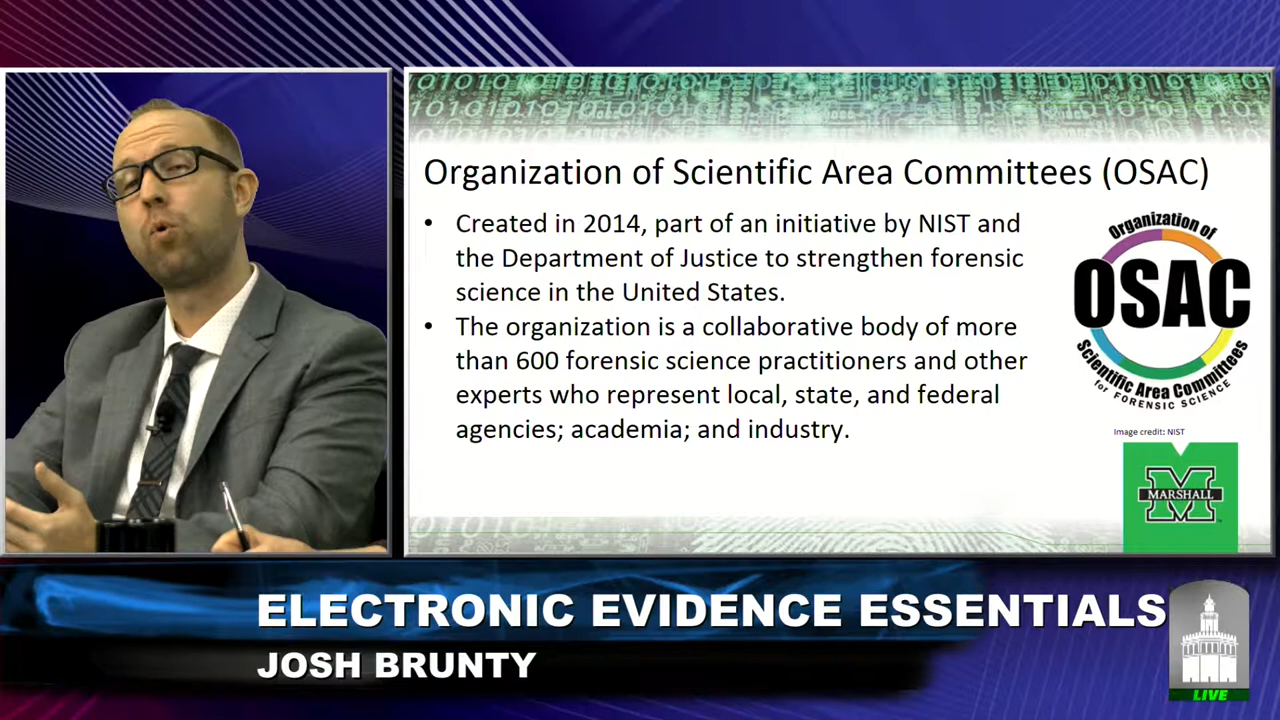 Organization of Scientific Area Committees (OSAC)
• Created in 2014, part of an initiative by NIST and
the Department of Justice to strengthen forensic
science in the United States.
• The organization is a collaborative body of more
than 600 forensic science practitioners and other
experts who represent local, state, and federal
agencies; academia; and industry.
Organization of
OSAC
Scientific Area Committees
for FORENSIC SCIENCE
Image credit: NIST
MARSHALL
ELECTRONIC EVIDENCE ESSENTIALS
JOSH BRUNTY
LIVE